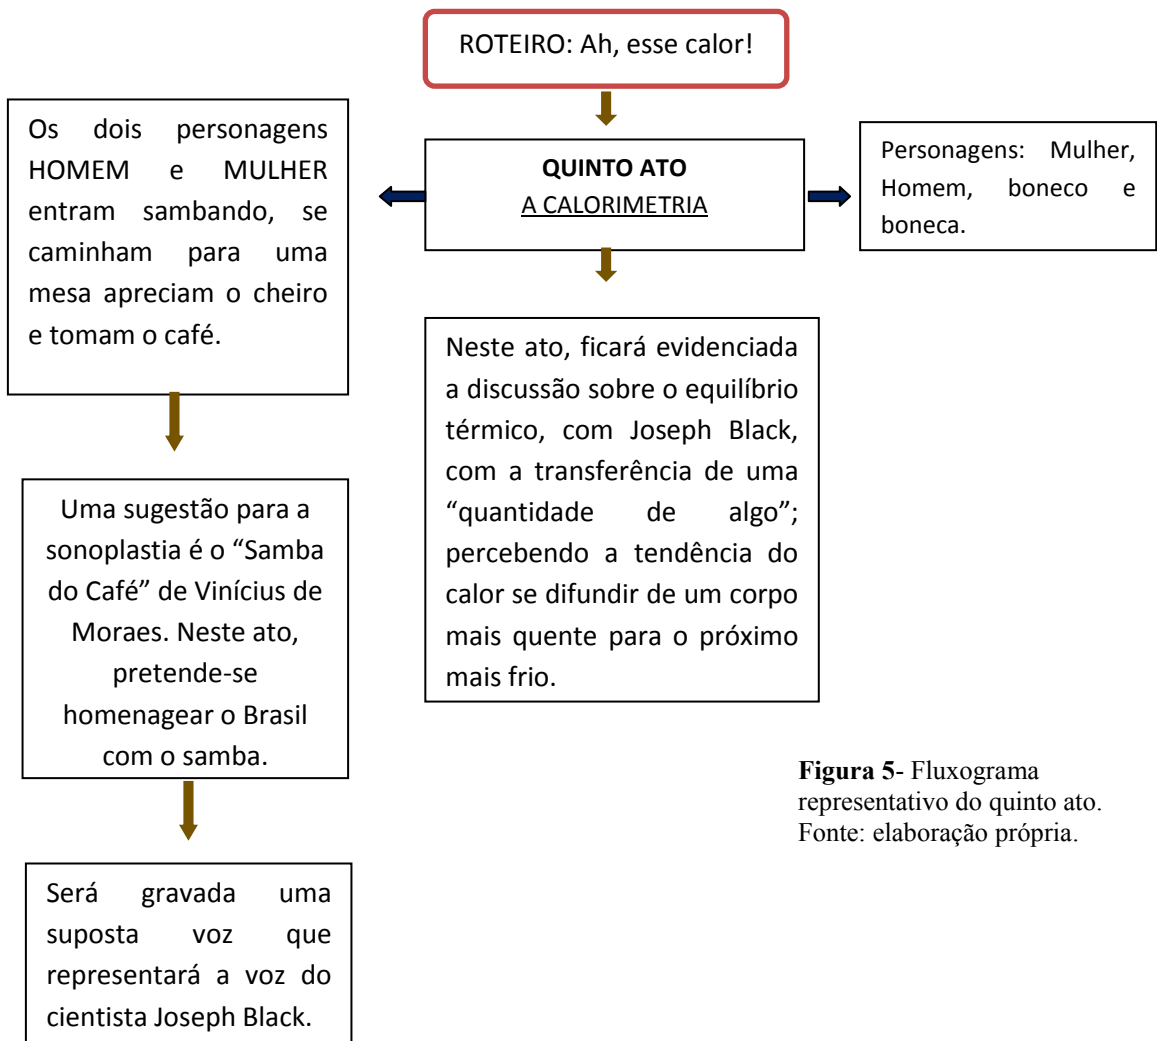 ROTEIRO: Ah, esse calor!
QUINTO ATO
A CALORIMETRIA
Os dois personagens
HOMEM e MULHER
entram sambando, se
caminham para uma
mesa apreciam o cheiro
e tomam o café.
Personagens: Mulher,
Homem, boneco e
boneca.
Neste ato, ficará evidenciada
a discussão sobre o equilíbrio
térmico, com Joseph Black,
com a transferência de uma
“quantidade de algo”;
percebendo a tendência do
calor se difundir de um corpo
mais quente para o próximo
mais frio.
Uma sugestão para a
sonoplastia é o “Samba
do Café” de Vinícius de
Moraes. Neste ato,
pretende-se
homenagear o Brasil
com o samba.
Será gravada uma
suposta voz que
representará a voz do
cientista Joseph Black.
Figura 5- Fluxograma
representativo do quinto ato.
Fonte: elaboração própria.